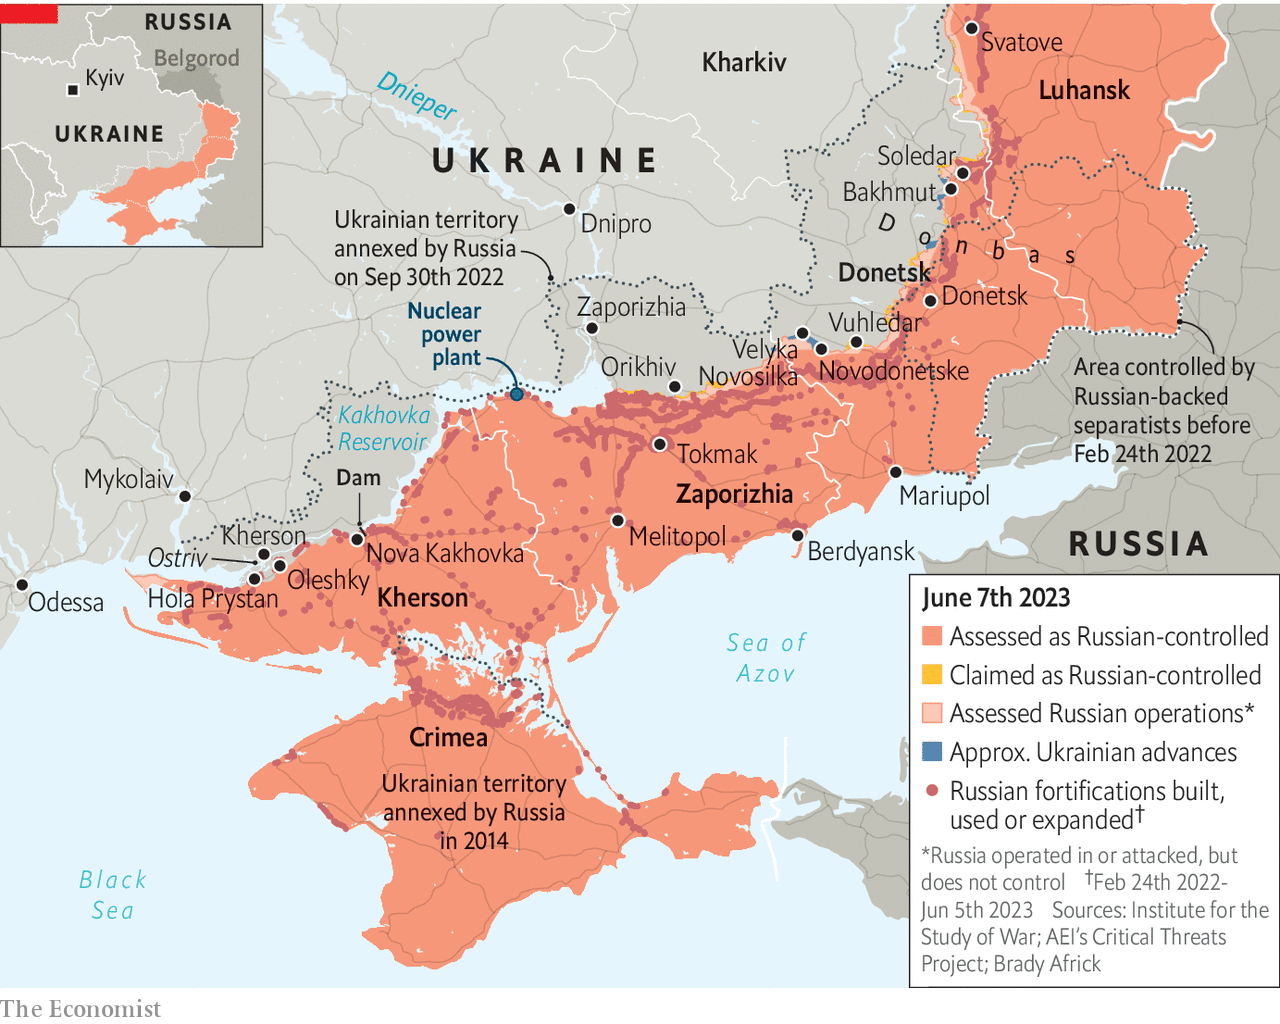 RUSSIA
Belgorod
Kyiv
UKRAINE
Dnieper
Kharkiv
Svatove
Luhansk
UKRAINE
Soledar
Bakhmut
Dnipro
Donbas
Ukrainian territory
annexed by Russia
on Sep 30th 2022
Donetsk
Donetsk
Nuclear
power
plant
Zaporizhia
Vuhledar
Velyka
Novosilka
Novodonetske
Orikhiv
Area controlled by
Russian-backed
separatists before
Feb 24th 2022
Kakhovka
Reservoir
Tokmak
Mykolaiv
Dam
Zaporizhia
Mariupol
Kherson
Melitopol
Berdyansk
RUSSIA
Ostriv
Nova Kakhovka
Oleshky
Odessa
Hola Prystan
Kherson
Sea of
Azov
Crimea
Ukrainian territory
annexed by Russia
in 2014
Black
Sea
June 7th 2023
Assessed as Russian-controlled
Claimed as Russian-controlled
Assessed Russian operations*
Approx. Ukrainian advances
Russian fortifications built,
used or expanded†
*Russia operated in or attacked, but
does not control †Feb 24th 2022-
Jun 5th 2023 Sources: Institute for the
Study of War; AEI's Critical Threats
Project; Brady Africk
The Economist